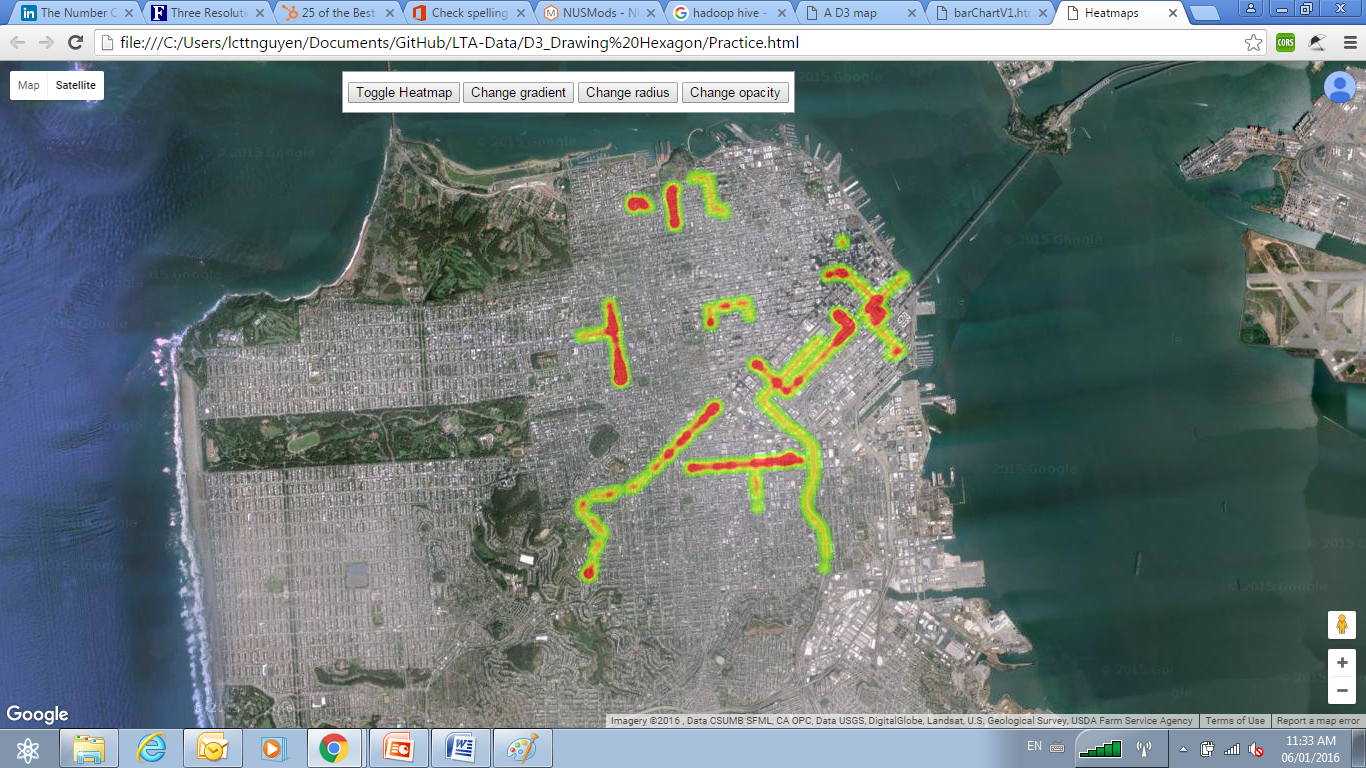 The Number C
Three Resoluti
25 of the Best
Check spelling
NUSMods - NU
hadoop hive -
A D3 map
barChartV1.htm
Heatmaps
file:///C:/Users/lcttnguyen/Documents/GitHub/LTA-Data/D3_Drawing%20Hexagon/Practice.html
CORS
Map Satellite
Toggle Heatmap Change gradient Change radius Change opacity
Google
Imagery ©2016 , Data CSUMB SFML, CA OPC, Data USGS, DigitalGlobe, Landsat, U.S. Geological Survey, USDA Farm Service Agency Terms of Use Report a map error
EN
11:33 AM
06/01/2016